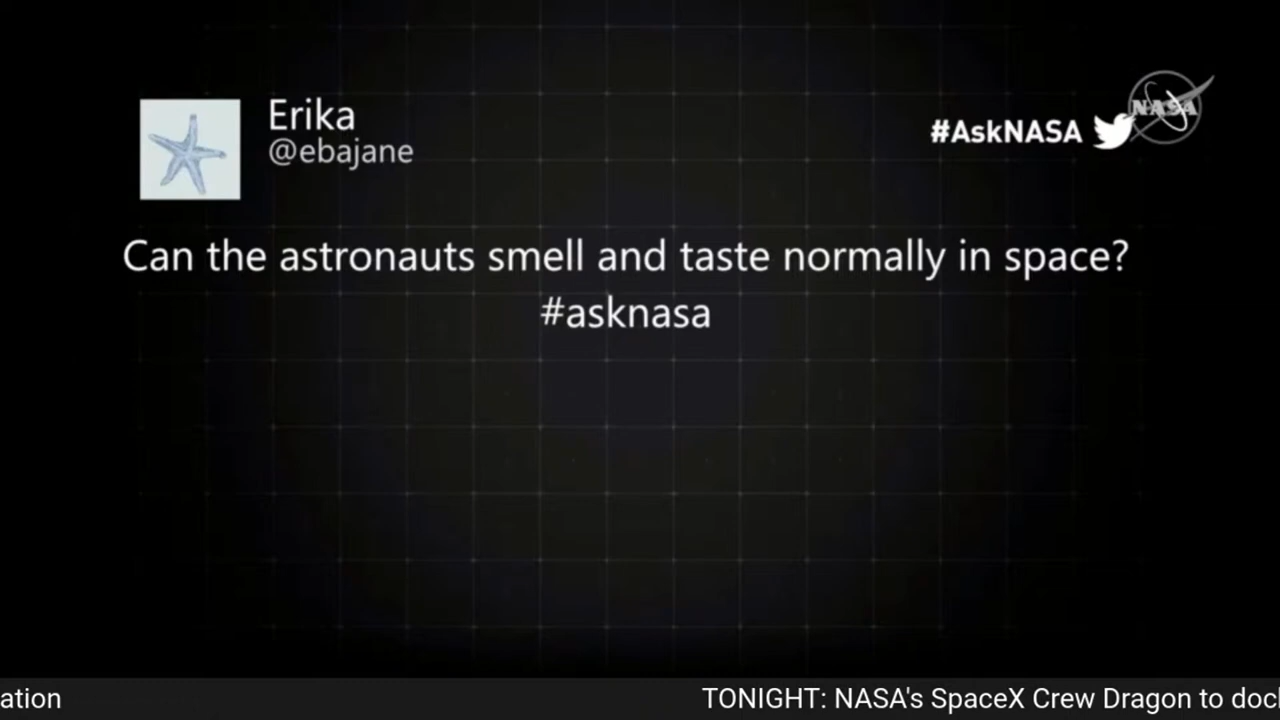 Erika
@ebajane
#AskNASA
NASA
Can the astronauts smell and taste normally in space?
#asknasa
ation TONIGHT: NASA's SpaceX Crew Dragon to doc